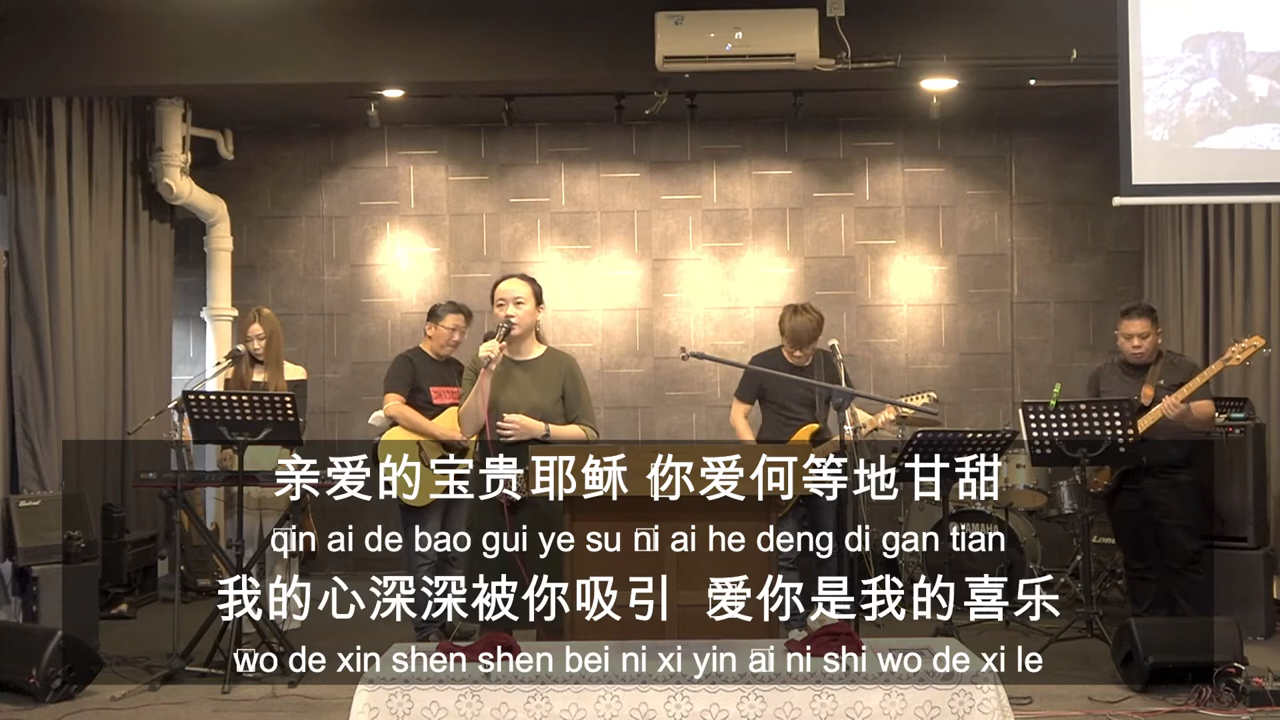 亲爱的宝贵耶稣 你爱何等地甘甜
qin ai de bao gui ye su ni ai he deng di gan tian
我的心深深被你吸引 爱你是我的喜乐
wo de xin shen shen bei ni xi yin ai ni shi wo de xi le
YAMAHA